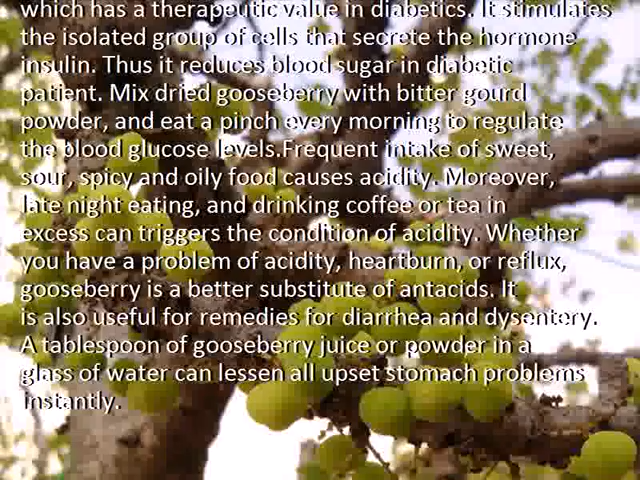 which has a therapeutic value in diabetics. It stimulates
the isolated group of cells that secrete the hormone
insulin. Thus it reduces blood sugar in diabetic
patient. Mix dried gooseberry with bitter gourd
powder, and eat a pinch every morning to regulate
the blood glucose levels.Frequent intake of sweet,
sour, spicy and oily food causes acidity. Moreover,
late night eating, and drinking coffee or tea in
excess can triggers the condition of acidity. Whether
you have a problem of acidity, heartburn, or reflux,
gooseberry is a better substitute of antacids. It
is also useful for remedies for diarrhea and dysentery.
A tablespoon of gooseberry juice or powder in a
glass of water can lessen all upset stomach problems
instantly.